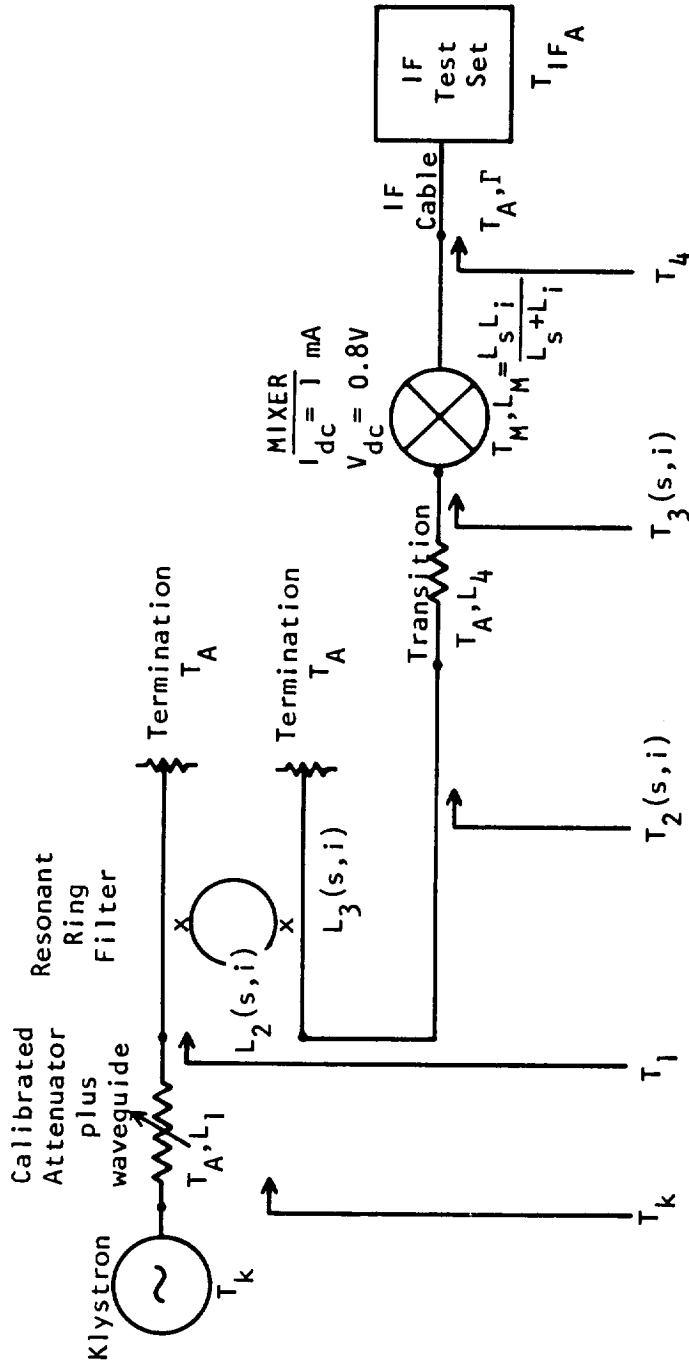 Klystron
~
T_k
Calibrated
Attenuator
plus
waveguide
T_A, L_1
Resonant
Ring
Filter
x
x
L_2(s,i)
L_3(s,i)
Termination
T_A
Termination
T_A
Transition
T_A, L_4
MIXER
I_dc = 1 mA
V_dc = 0.8V
T_M, L_M = L_s L_i / L_s + L_i
IF
Cable
T_A, Γ
IF
Test
Set
T_IF_A
T_k
T_1
T_2(s,i)
T_3(s,i)
T_4